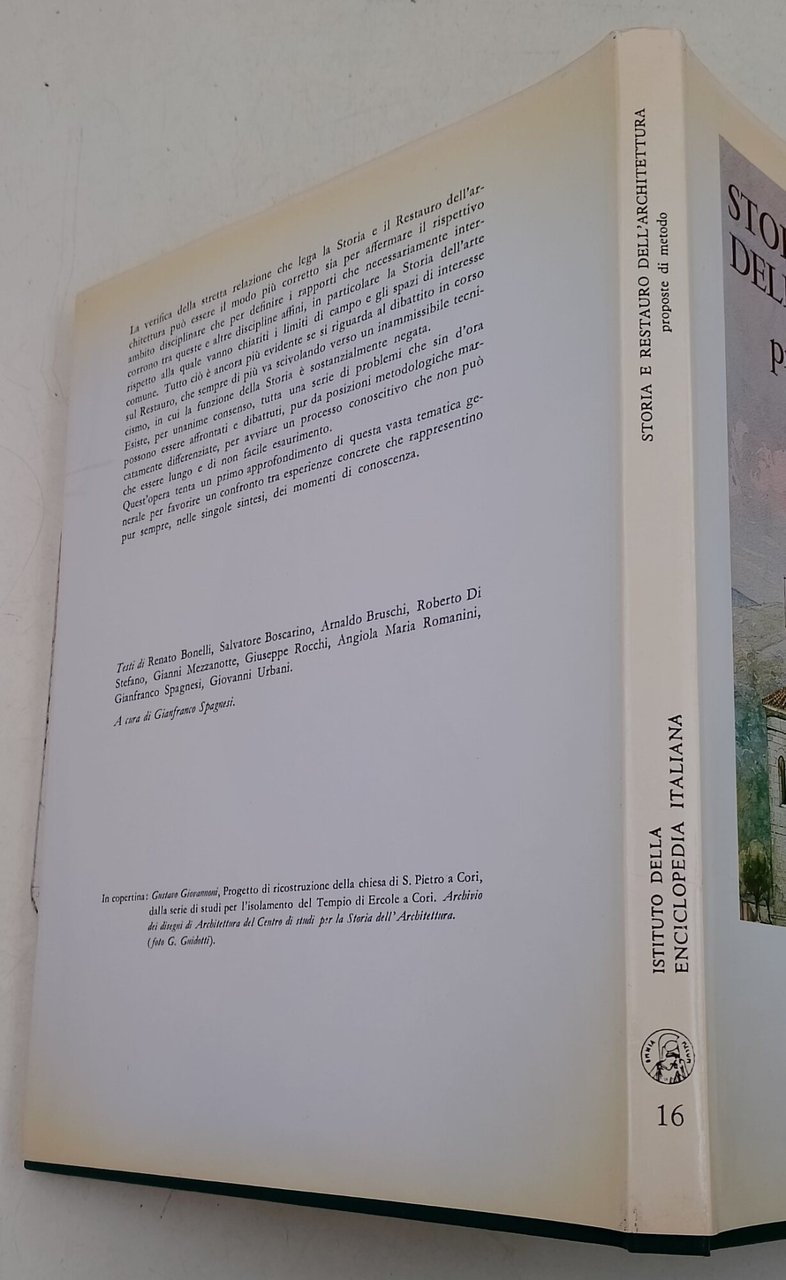 La verifica della stretta relazione che lega la Storia e il Restauro dell'ar-
chitettura può essere il modo più corretto sia per affermare il rispettivo
ambito disciplinare che per definire i rapporti che necessariamente inter-
corrono tra queste e altre discipline affini, in particolare la Storia dell'arte
rispetto alla quale vanno chiariti i limiti di campo e gli spazi di interesse
comune. Tutto ciò è ancora più evidente se si riguarda al dibattito in corso
sul Restauro, che sempre di più va scivolando verso un inammissibile tecni-
cismo, in cui la funzione della Storia è sostanzialmente negata.
Esiste, per unanime consenso, tutta una serie di problemi che sin d'ora
possono essere affrontati e dibattuti, pur da posizioni metodologiche mar-
catamente differenziate, per avviare un processo conoscitivo che non può
che essere lungo e di non facile esaurimento.
Quest'opera tenta un primo approfondimento di questa vasta tematica ge-
nerale per favorire un confronto tra esperienze concrete che rappresentino
pur sempre, nelle singole sintesi, dei momenti di conoscenza.
Testi di Renato Bonelli, Salvatore Boscarino, Arnaldo Bruschi, Roberto Di
Stefano, Gianni Mezzanotte, Giuseppe Rocchi, Angiola Maria Romanini,
Gianfranco Spagnesi, Giovanni Urbani.
A cura di Gianfranco Spagnesi.
In copertina: Gustavo Giovannoni, Progetto di ricostruzione della chiesa di S. Pietro a Cori,
dalla serie di studi per l'isolamento del Tempio di Ercole a Cori. Archivio
dei disegni di Architettura del Centro di studi per la Storia dell'Architettura.
(foto G. Guidotti).
STORIA E RESTAURO DELL'ARCHITETTURA
proposte di metodo
ISTITUTO DELLA
ENCICLOPEDIA ITALIANA
16